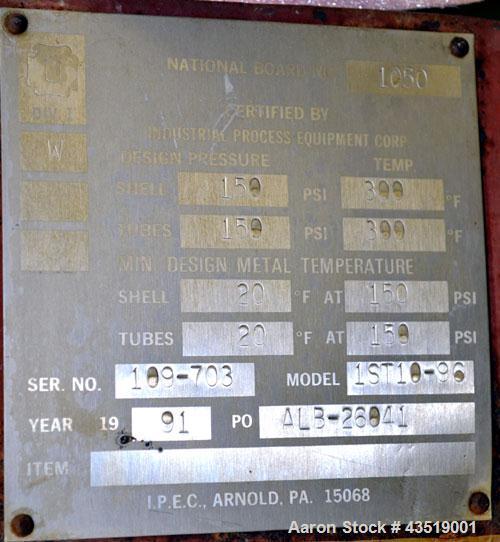 NATIONAL BOARD NO. 1050
DIV. I
CERTIFIED BY
W
INDUSTRIAL PROCESS EQUIPMENT CORP.
DESIGN PRESSURE TEMP.
SHELL 150 PSI 300 °F
TUBES 150 PSI 300 °F
MIN. DESIGN METAL TEMPERATURE
SHELL 20 °F AT 150 PSI
TUBES 20 °F AT 150 PSI
SER. NO. 109-703 MODEL 1ST10-96
YEAR 19 91 PO ALB-26041
ITEM
I.P.E.C., ARNOLD, PA. 15068
Aaron Stock # 43519001